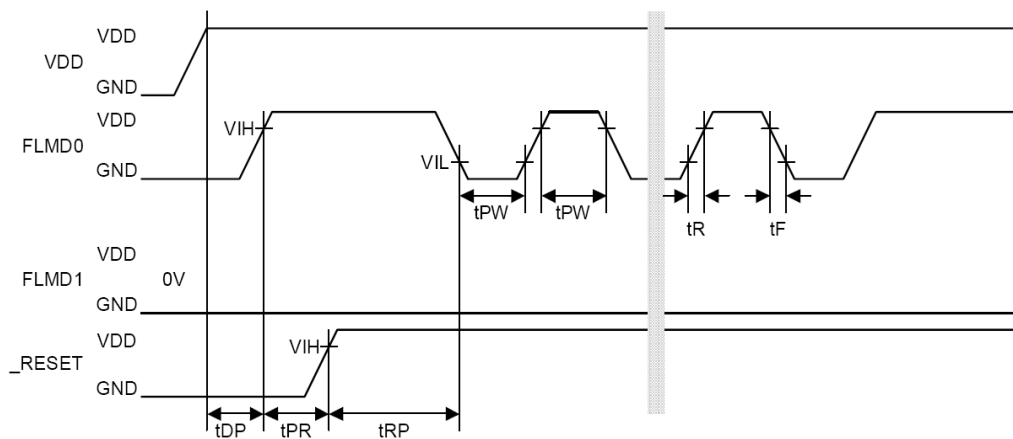 VDD
VDD
GND
FLMD0
VDD
GND
VIH
VIL
tPW
tPW
tR
tF
FLMD1
VDD
0V
GND
_RESET
VDD
GND
VIH
tDP
tPR
tRP